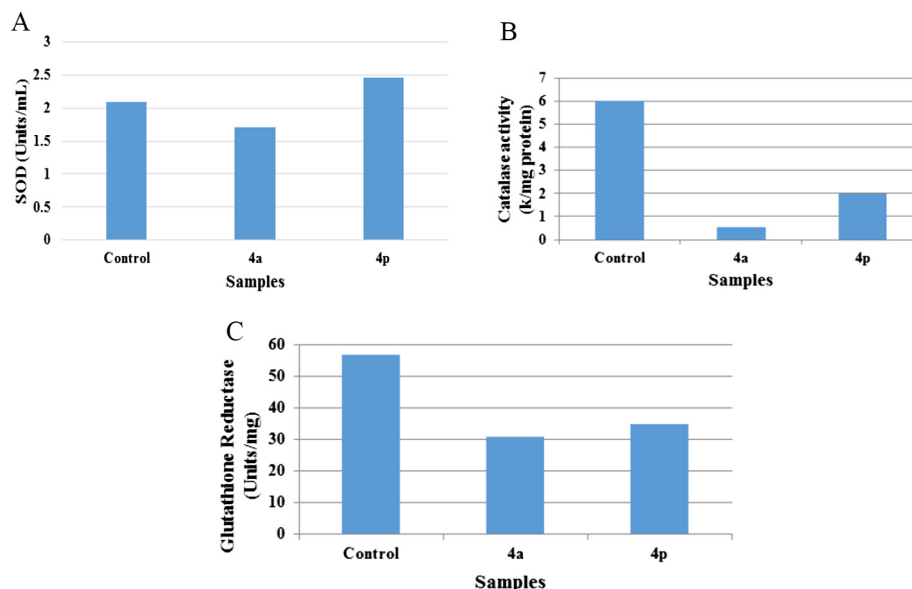 A
SOD (Units/mL)
3
2.5
2
1.5
1
0.5
0
Control 4a 4p
Samples
B
Catalase activity
(k/mg protein)
7
6
5
4
3
2
1
0
Control 4a 4p
Samples
C
Glutathione Reductase
(Units/mg)
60
50
40
30
20
10
0
Control 4a 4p
Samples